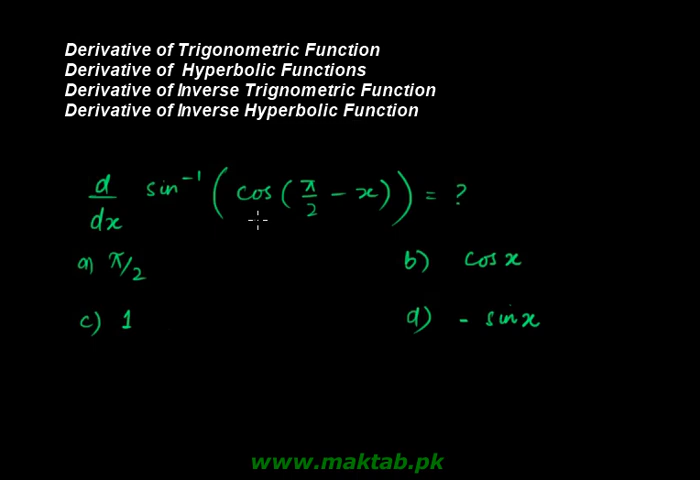 Derivative of Trigonometric Function
Derivative of Hyperbolic Functions
Derivative of Inverse Trignometric Function
Derivative of Inverse Hyperbolic Function
d/dx sin⁻¹(cos(π/2 - x)) = ?
a) π/2 b) cos x
c) 1 d) - sin x
www.maktab.pk